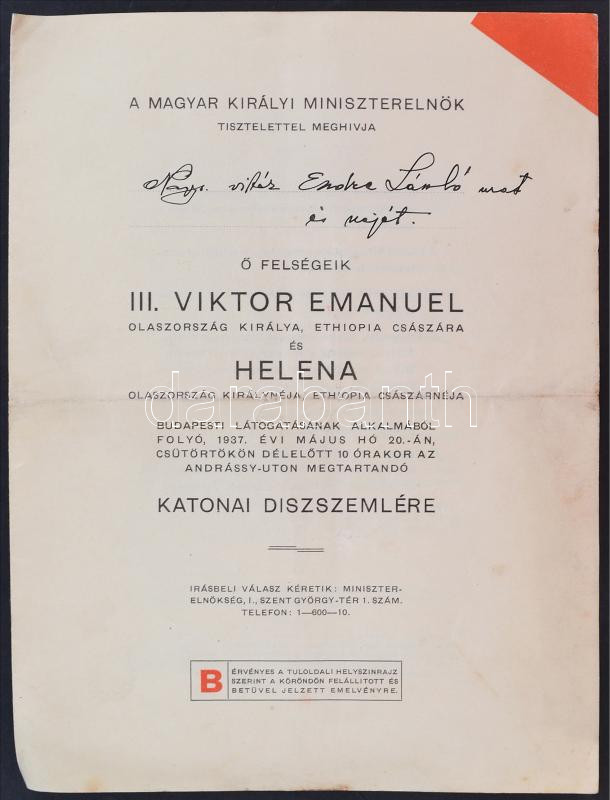 A MAGYAR KIRÁLYI MINISZTERELNÖK
TISZTELETTEL MEGHIVJA
Nagys. vitéz Endre László urat
és nejét.
Ő FELSÉGEIK
III. VIKTOR EMANUEL
OLASZORSZÁG KIRÁLYA, ETHIOPIA CSÁSZÁRA
ÉS
HELENA
OLASZORSZÁG KIRÁLYNÉJA, ETHIOPIA CSÁSZÁRNÉJA
darabanth
BUDAPESTI LÁTOGATÁSÁNAK ALKALMÁBÓL
FOLYÓ, 1937. ÉVI MÁJUS HÓ 20.-ÁN,
CSÜTÖRTÖKÖN DÉLELŐTT 10 ÓRAKOR AZ
ANDRÁSSY-UTON MEGTARTANDÓ
KATONAI DISZSZEMLÉRE
IRÁSBELI VÁLASZ KÉRETIK: MINISZTER-
ELNÖKSÉG, I., SZENT GYÖRGY-TÉR 1. SZÁM.
TELEFON: 1—600—10.
B ÉRVÉNYES A TULOLDALI HELYSZINRAJZ
SZERINT A KÖRÖNDÖN FELÁLLITOTT ÉS
BETÜVEL JELZETT EMELVÉNYRE.